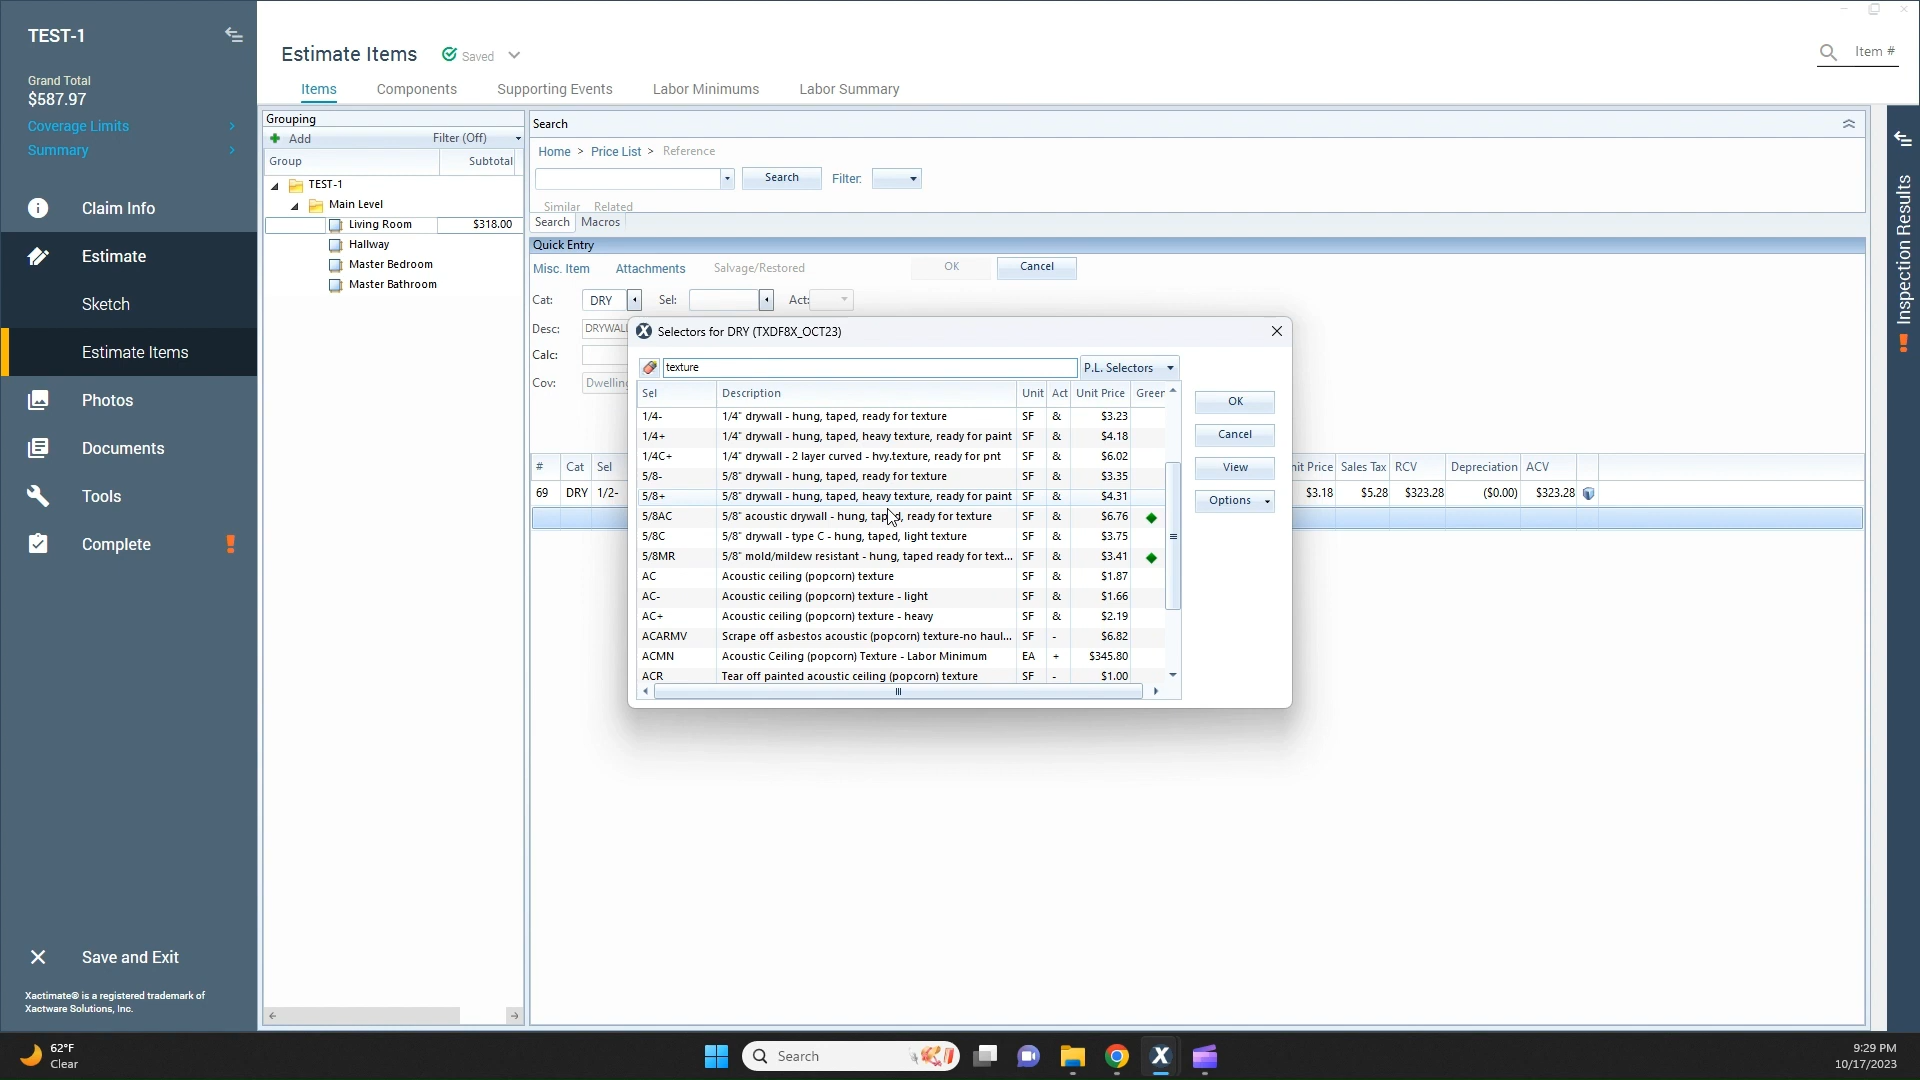 TEST-1
Grand Total
$587.97
Coverage Limits
Summary
Claim Info
Estimate
Sketch
Estimate Items
Photos
Documents
Tools
Complete
Save and Exit
Xactimate® is a registered trademark of
Xactware Solutions, Inc.
Estimate Items
Saved
Item #
Items
Components
Supporting Events
Labor Minimums
Labor Summary
Grouping
Add
Filter (Off)
Group
Subtotal
TEST-1
Main Level
Living Room $318.00
Hallway
Master Bedroom
Master Bathroom
Search
Home > Price List > Reference
Search
Filter:
Similar Related
Search Macros
Quick Entry
Misc. Item Attachments Salvage/Restored OK Cancel
Cat: DRY Sel: Act:
Desc: DRYWALL
Calc:
Cov: Dwelling
# Cat Sel
Unit Price Sales Tax RCV Depreciation ACV
69 DRY 1/2-
$3.18 $5.28 $323.28 ($0.00) $323.28
Selectors for DRY (TXDF8X_OCT23)
texture
P.L. Selectors
Sel Description Unit Act Unit Price Green
1/4- 1/4" drywall - hung, taped, ready for texture SF & $3.23
1/4+ 1/4" drywall - hung, taped, heavy texture, ready for paint SF & $4.18
1/4C+ 1/4" drywall - 2 layer curved - hvy.texture, ready for pnt SF & $6.02
5/8- 5/8" drywall - hung, taped, ready for texture SF & $3.35
5/8+ 5/8" drywall - hung, taped, heavy texture, ready for paint SF & $4.31
5/8AC 5/8" acoustic drywall - hung, taped, ready for texture SF & $6.76
5/8C 5/8" drywall - type C - hung, taped, light texture SF & $3.75
5/8MR 5/8" mold/mildew resistant - hung, taped ready for text... SF & $3.41
AC Acoustic ceiling (popcorn) texture SF & $1.87
AC- Acoustic ceiling (popcorn) texture - light SF & $1.66
AC+ Acoustic ceiling (popcorn) texture - heavy SF & $2.19
ACARMV Scrape off asbestos acoustic (popcorn) texture-no haul... SF - $6.82
ACMN Acoustic Ceiling (popcorn) Texture - Labor Minimum EA + $345.80
ACR Tear off painted acoustic ceiling (popcorn) texture SF - $1.00
OK
Cancel
View
Options
Inspection Results
62°F
Clear
Search
9:29 PM
10/17/2023